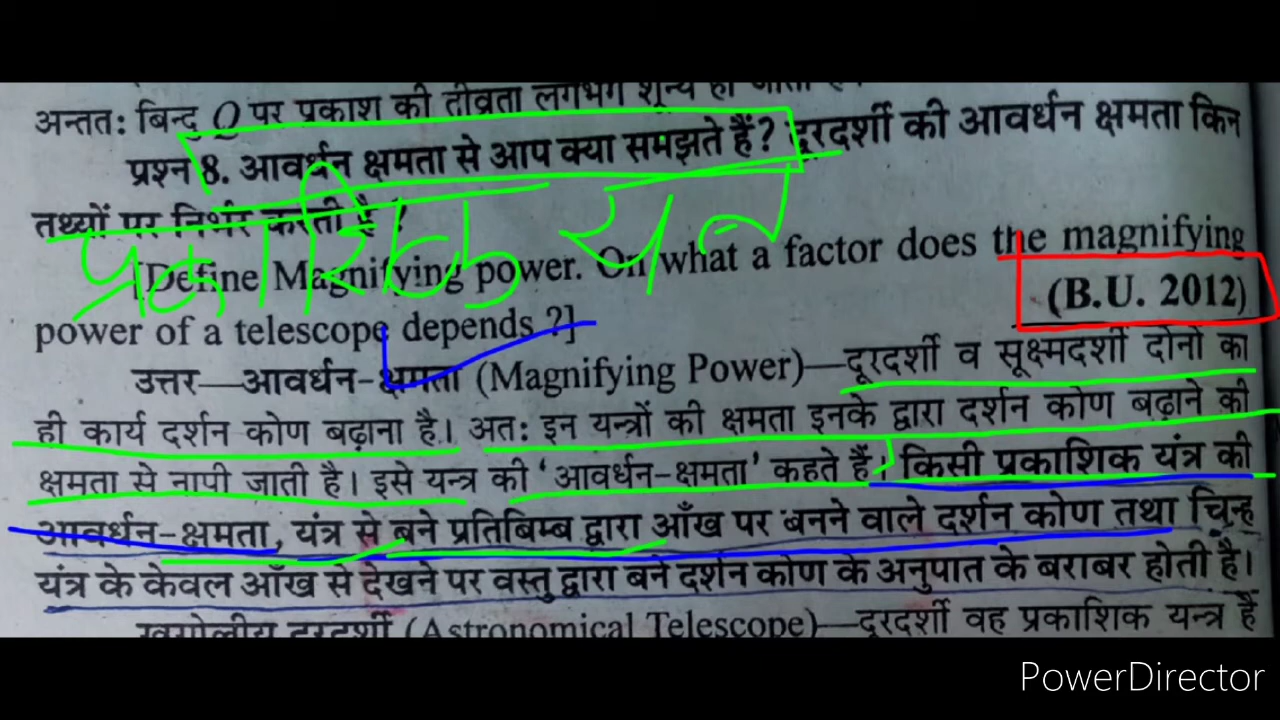 अन्ततः बिन्दु O पर प्रकाश की तीव्रता लगभग शून्य हो जाती है।
प्रश्न 8. आवर्धन क्षमता से आप क्या समझते हैं? दूरदर्शी की आवर्धन क्षमता किन
तथ्यों पर निर्भर करती है ?
प्रकाशिक यन्त्र
[Define Magnifying power. On what a factor does the magnifying
(B.U. 2012)
power of a telescope depends ?]
उत्तर—आवर्धन-क्षमता (Magnifying Power)—दूरदर्शी व सूक्ष्मदर्शी दोनों का
ही कार्य दर्शन कोण बढ़ाना है। अतः इन यन्त्रों की क्षमता इनके द्वारा दर्शन कोण बढ़ाने की
क्षमता से नापी जाती है। इसे यन्त्र की ‘आवर्धन-क्षमता’ कहते हैं। किसी प्रकाशिक यंत्र की
आवर्धन-क्षमता, यंत्र से बने प्रतिबिम्ब द्वारा आँख पर बनने वाले दर्शन कोण तथा चिन्ह
यंत्र के केवल आँख से देखने पर वस्तु द्वारा बने दर्शन कोण के अनुपात के बराबर होती है।
खगोलीय दूरदर्शी (Astronomical Telescope)—दूरदर्शी वह प्रकाशिक यन्त्र है
PowerDirector